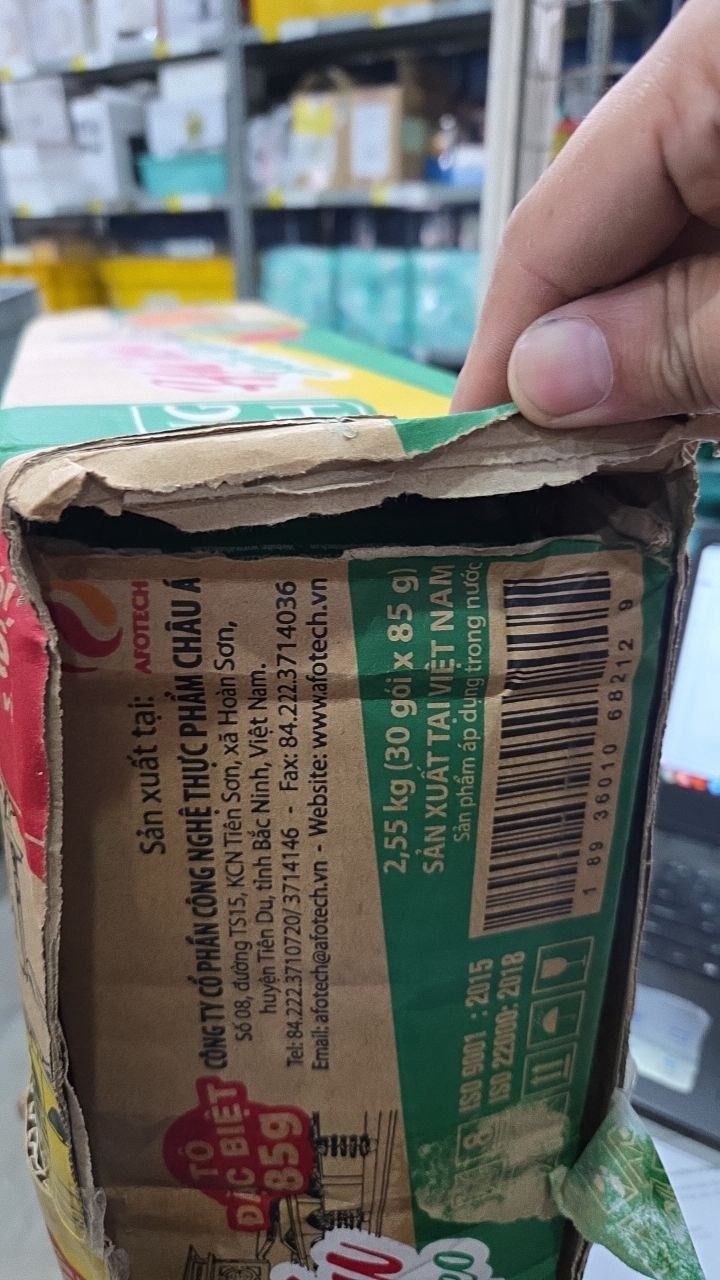 AFOTECH
Sản xuất tại:
CÔNG TY CỔ PHẦN CÔNG NGHỆ THỰC PHẨM CHÂU Á
Số 08, đường TS15, KCN Tiên Sơn, xã Hoàn Sơn,
huyện Tiên Du, tỉnh Bắc Ninh, Việt Nam.
Tel: 84.222.3710720/ 3714146 - Fax: 84.222.3714036
Email: afotech@afotech.vn - Website: www.afotech.vn
2,55 kg (30 gói x 85 g)
SẢN XUẤT TẠI VIỆT NAM
Sản phẩm áp dụng trong nước
1 89 36010 68212 9
ISO 9001 : 2015
ISO 22000: 2018
8
TÔ
ĐẶC BIỆT
85g